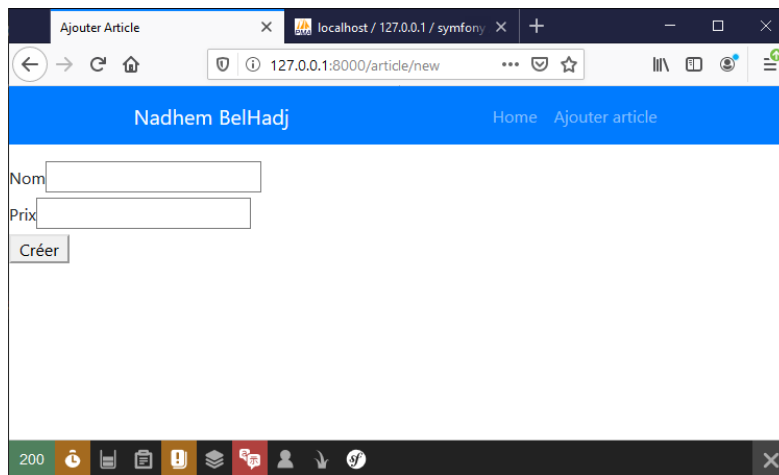 Ajouter Article
localhost / 127.0.0.1 / symfony
127.0.0.1:8000/article/new
Nadhem BelHadj
Home
Ajouter article
Nom
Prix
Créer
200
sf